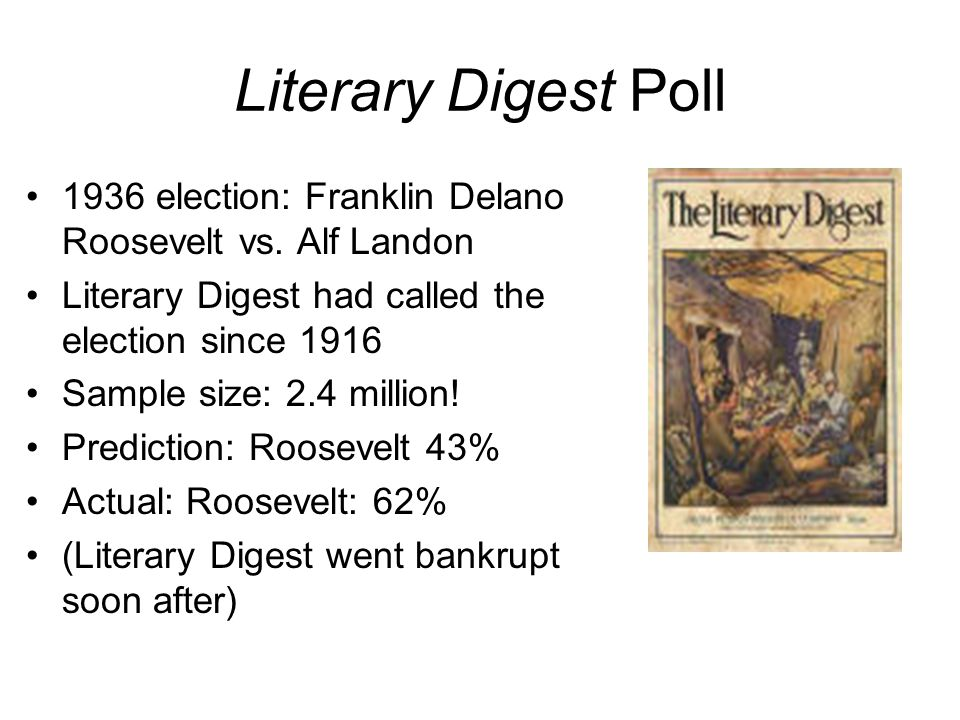 Literary Digest Poll
• 1936 election: Franklin Delano
Roosevelt vs. Alf Landon
• Literary Digest had called the
election since 1916
• Sample size: 2.4 million!
• Prediction: Roosevelt 43%
• Actual: Roosevelt: 62%
• (Literary Digest went bankrupt
soon after)
The Literary Digest